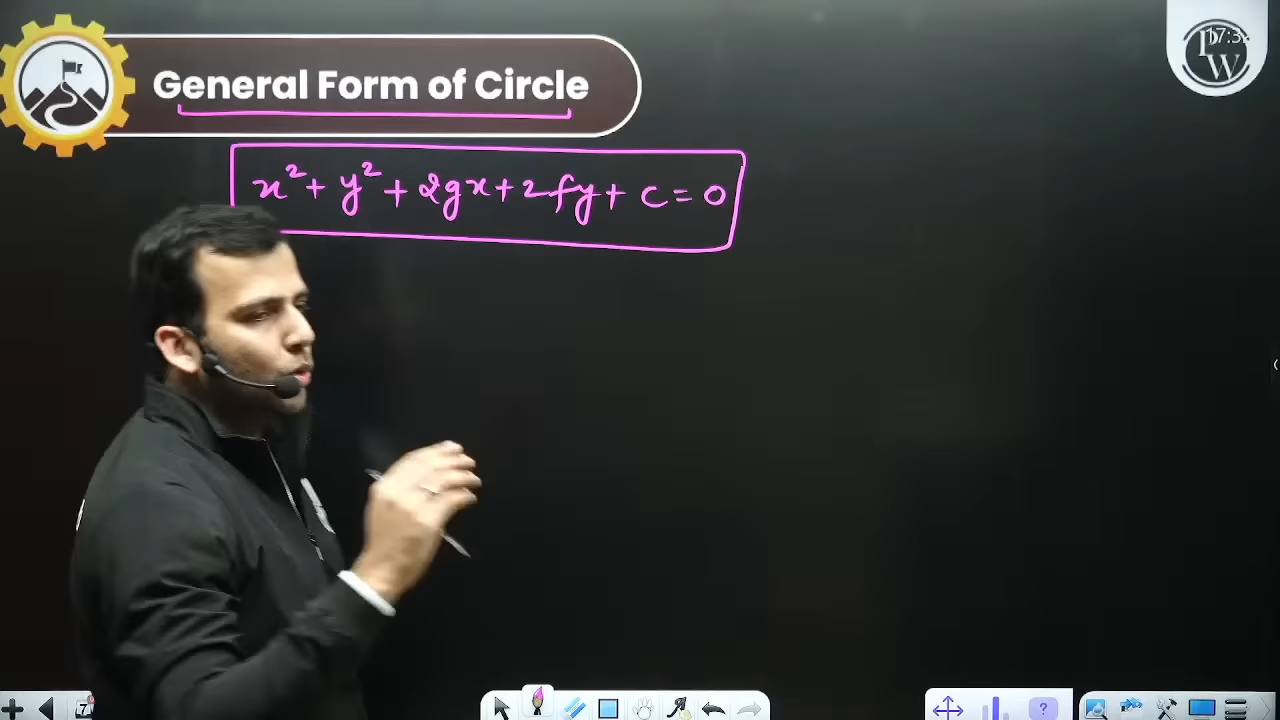 General Form of Circle
x² + y² + 2gx + 2fy + c = 0